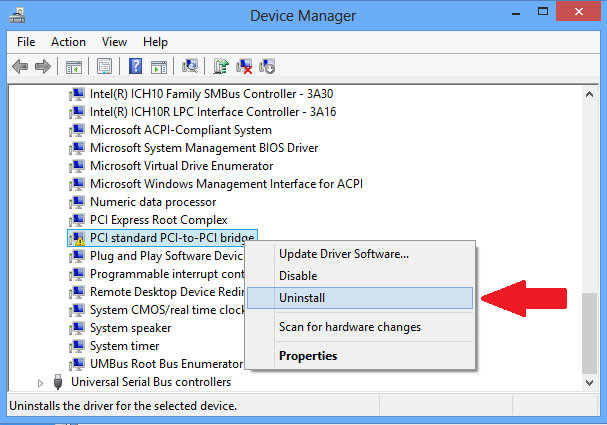 Device Manager
File Action View Help
Intel(R) ICH10 Family SMBus Controller - 3A30
Intel(R) ICH10R LPC Interface Controller - 3A16
Microsoft ACPI-Compliant System
Microsoft System Management BIOS Driver
Microsoft Virtual Drive Enumerator
Microsoft Windows Management Interface for ACPI
Numeric data processor
PCI Express Root Complex
PCI standard PCI-to-PCI bridge
Plug and Play Software Devic
Programmable interrupt cont
Remote Desktop Device Redir
System CMOS/real time clock
System speaker
System timer
UMBus Root Bus Enumerator
Universal Serial Bus controllers
Update Driver Software...
Disable
Uninstall
Scan for hardware changes
Properties
Uninstalls the driver for the selected device.